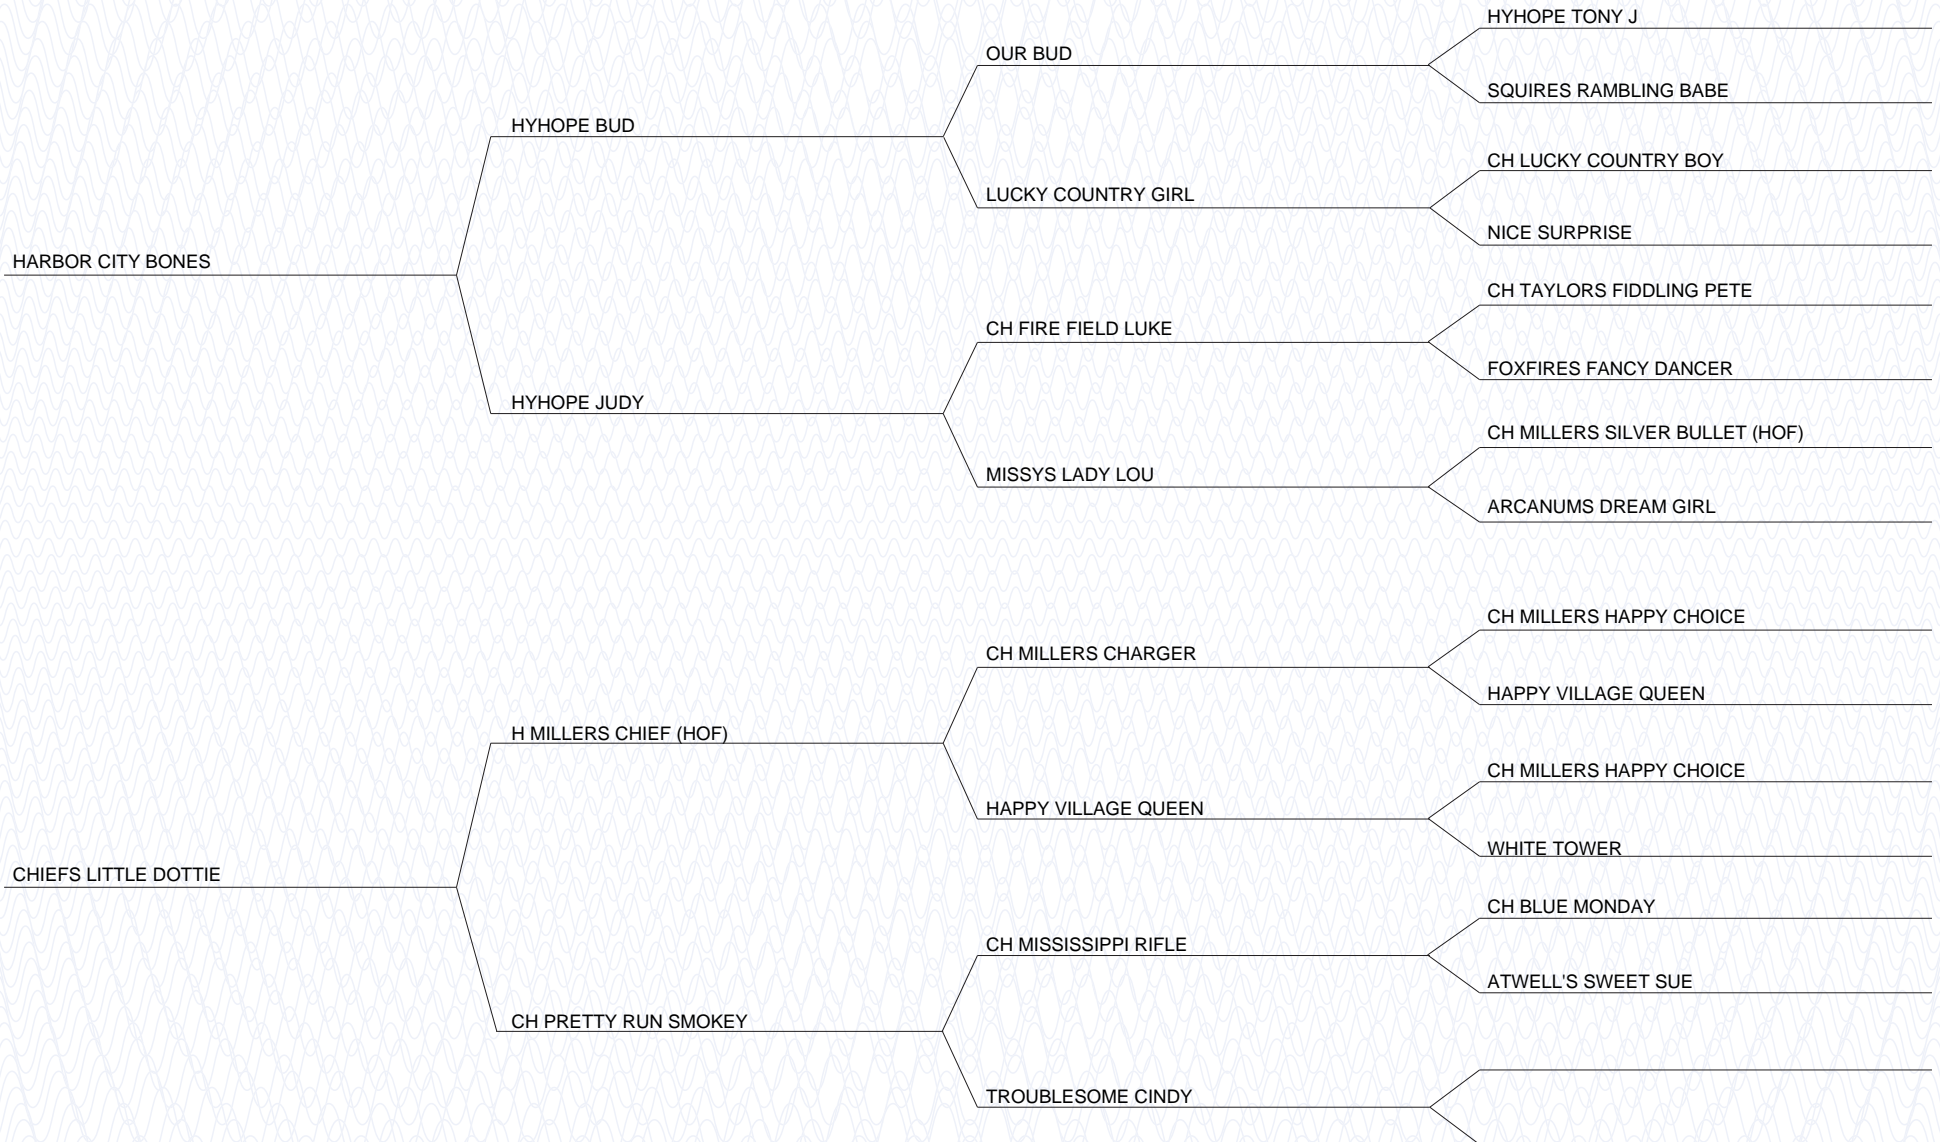 HYHOPE TONY J
OUR BUD
SQUIRES RAMBLING BABE
HYHOPE BUD
CH LUCKY COUNTRY BOY
LUCKY COUNTRY GIRL
NICE SURPRISE
HARBOR CITY BONES
CH TAYLORS FIDDLING PETE
CH FIRE FIELD LUKE
FOXFIRES FANCY DANCER
HYHOPE JUDY
CH MILLERS SILVER BULLET (HOF)
MISSYS LADY LOU
ARCANUMS DREAM GIRL
CH MILLERS HAPPY CHOICE
CH MILLERS CHARGER
HAPPY VILLAGE QUEEN
H MILLERS CHIEF (HOF)
CH MILLERS HAPPY CHOICE
HAPPY VILLAGE QUEEN
WHITE TOWER
CHIEFS LITTLE DOTTIE
CH BLUE MONDAY
CH MISSISSIPPI RIFLE
ATWELL'S SWEET SUE
CH PRETTY RUN SMOKEY
TROUBLESOME CINDY